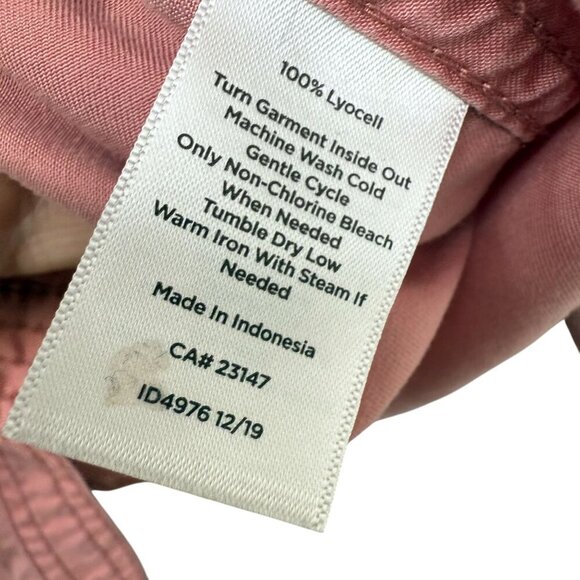 100% Lyocell
Turn Garment Inside Out
Machine Wash Cold
Gentle Cycle
Only Non-Chlorine Bleach
When Needed
Tumble Dry Low
Warm Iron With Steam If
Needed
Made In Indonesia
CA# 23147
ID4976 12/19